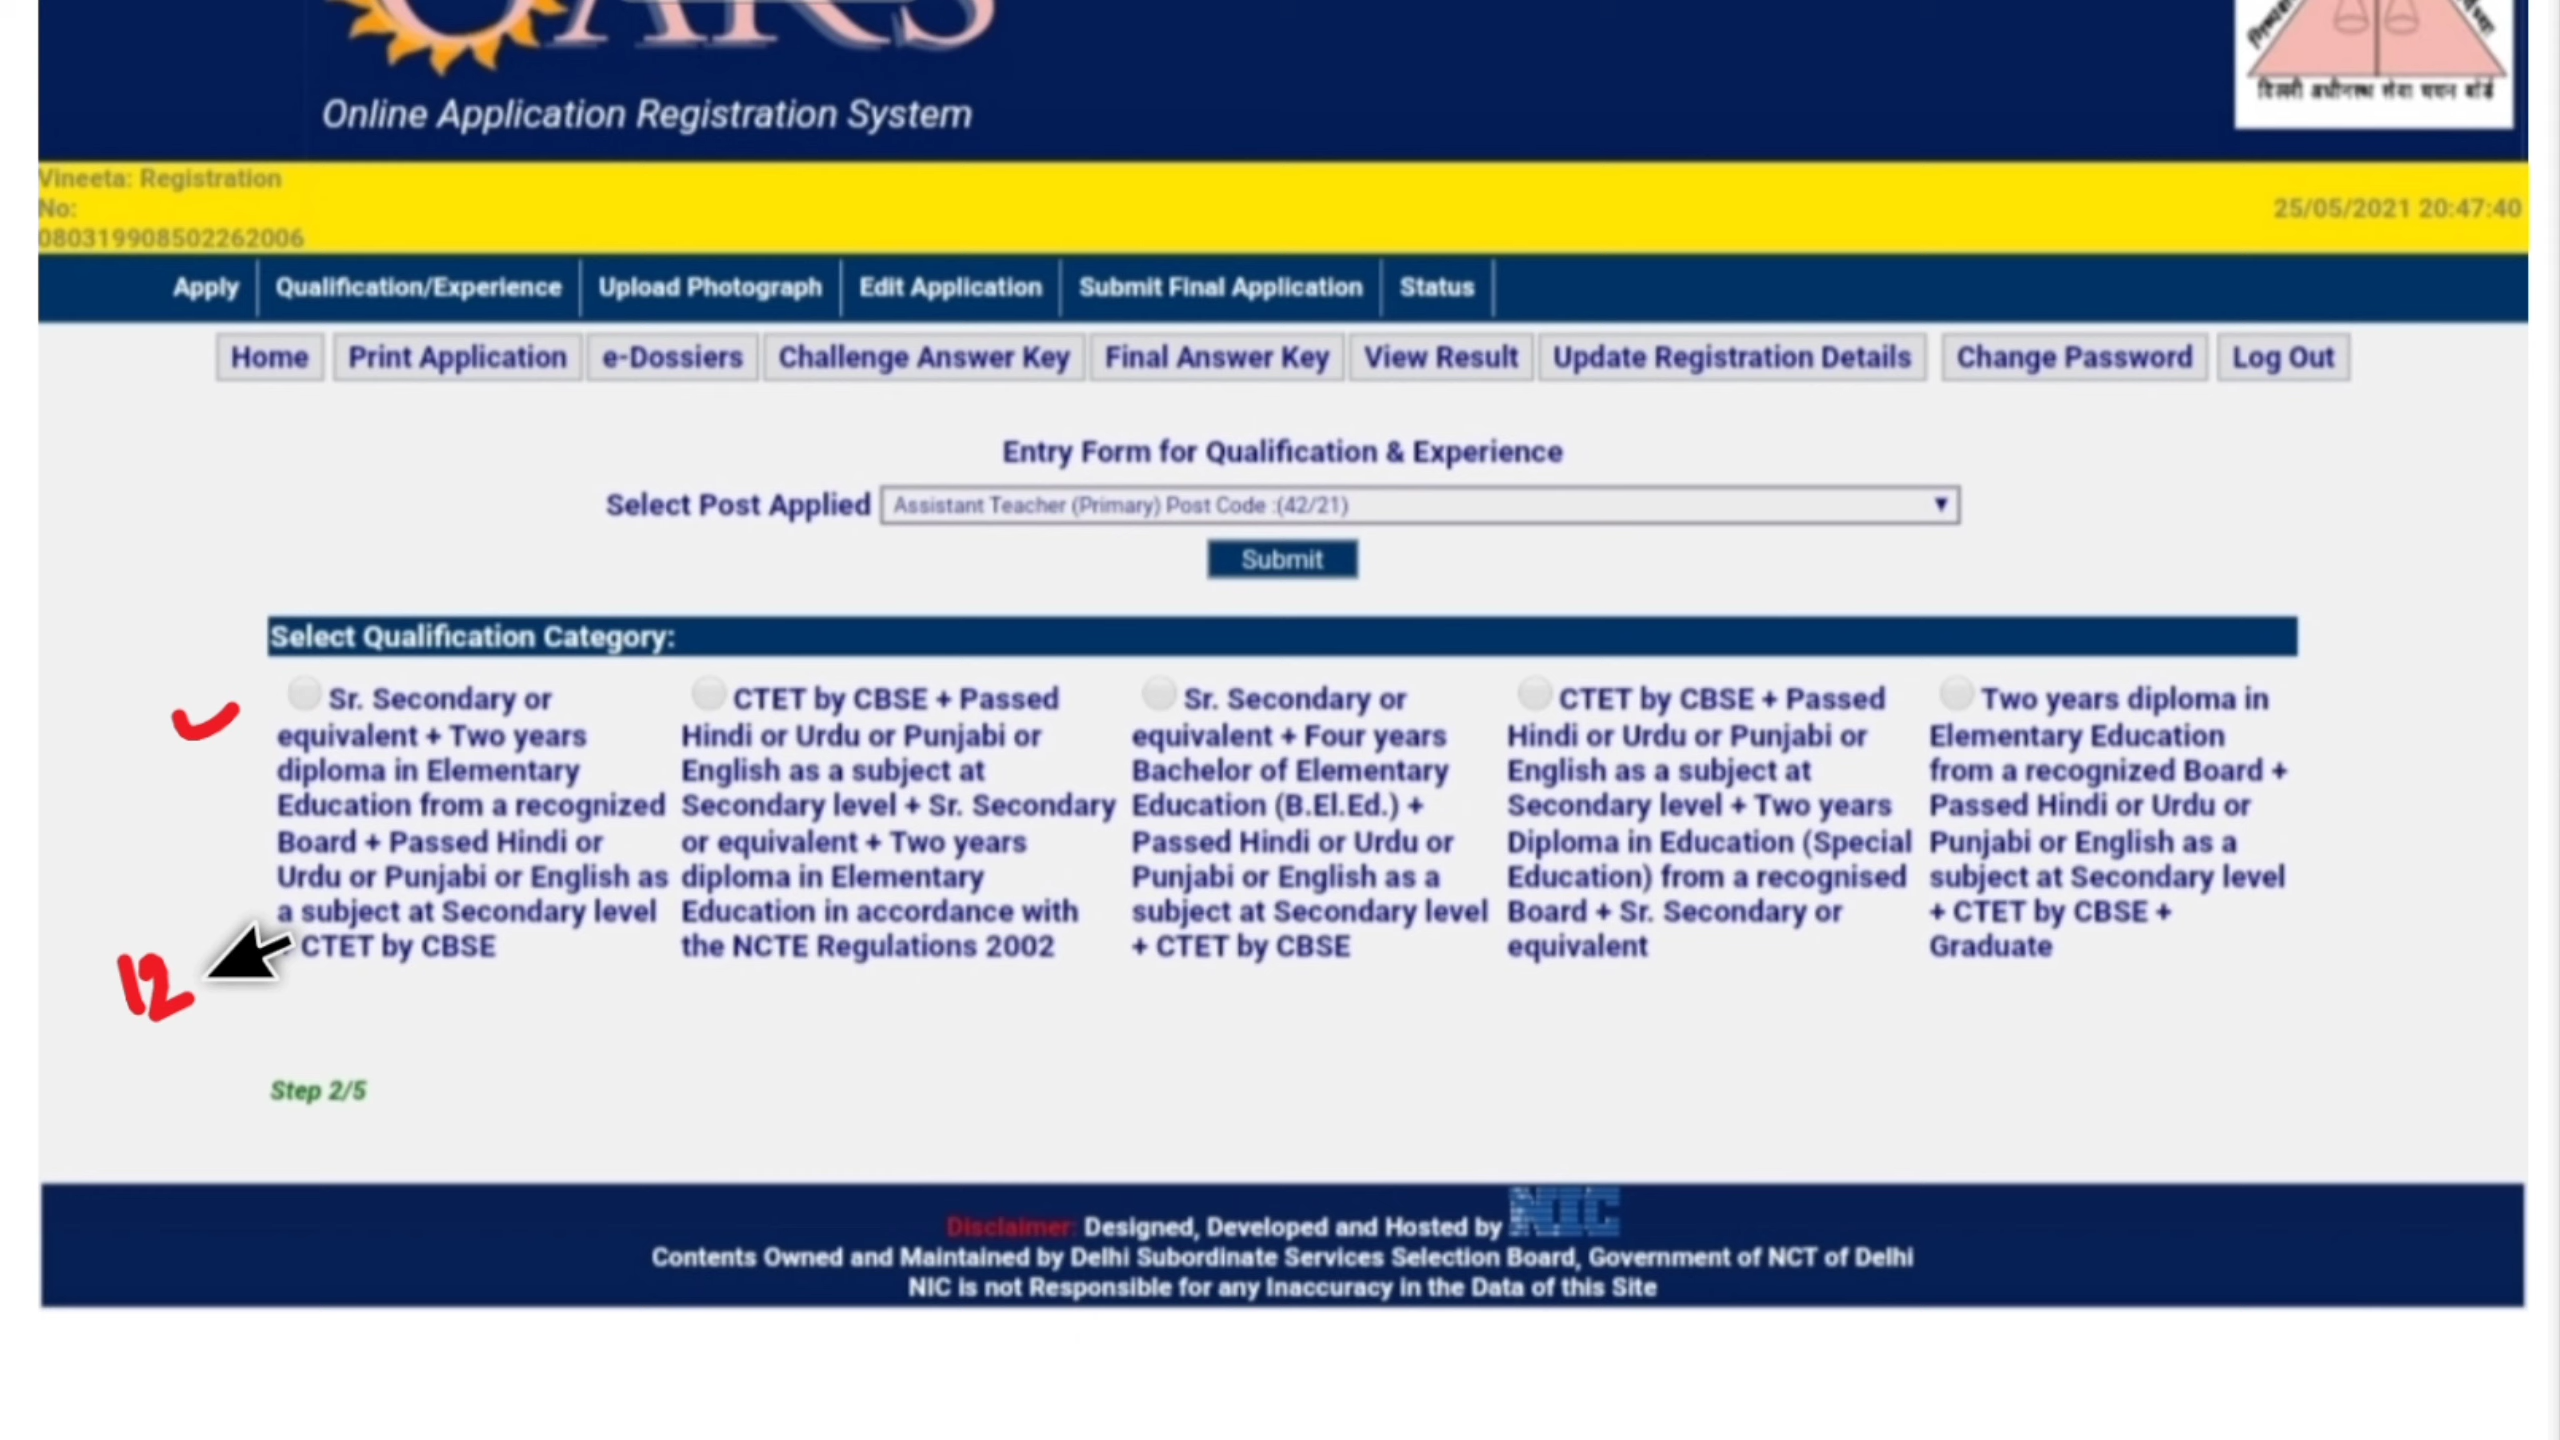 OARS
Online Application Registration System
दिल्ली अधीनस्थ सेवा चयन बोर्ड
Vineeta: Registration
No:
080319908502262006
25/05/2021 20:47:40
Apply Qualification/Experience Upload Photograph Edit Application Submit Final Application Status
Home Print Application e-Dossiers Challenge Answer Key Final Answer Key View Result Update Registration Details Change Password Log Out
Entry Form for Qualification & Experience
Select Post Applied Assistant Teacher (Primary) Post Code :(42/21)
Submit
Select Qualification Category:
Sr. Secondary or
equivalent + Two years
diploma in Elementary
Education from a recognized
Board + Passed Hindi or
Urdu or Punjabi or English as
a subject at Secondary level
CTET by CBSE
CTET by CBSE + Passed
Hindi or Urdu or Punjabi or
English as a subject at
Secondary level + Sr. Secondary
or equivalent + Two years
diploma in Elementary
Education in accordance with
the NCTE Regulations 2002
Sr. Secondary or
equivalent + Four years
Bachelor of Elementary
Education (B.El.Ed.) +
Passed Hindi or Urdu or
Punjabi or English as a
subject at Secondary level
+ CTET by CBSE
CTET by CBSE + Passed
Hindi or Urdu or Punjabi or
English as a subject at
Secondary level + Two years
Diploma in Education (Special
Education) from a recognised
Board + Sr. Secondary or
equivalent
Two years diploma in
Elementary Education
from a recognized Board +
Passed Hindi or Urdu or
Punjabi or English as a
subject at Secondary level
+ CTET by CBSE +
Graduate
12
Step 2/5
Disclaimer: Designed, Developed and Hosted by NIC
Contents Owned and Maintained by Delhi Subordinate Services Selection Board, Government of NCT of Delhi
NIC is not Responsible for any Inaccuracy in the Data of this Site